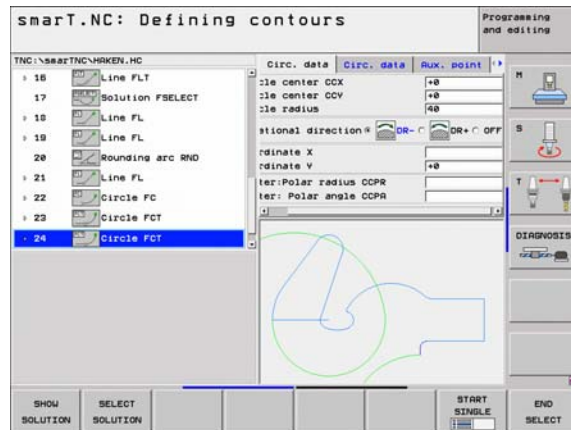 smarT.NC: Defining contours
Programming and editing
TNC:\smarTNC\HAKEN.HC
16 Line FLT
17 Solution FSELECT
18 Line FL
19 Line FL
20 Rounding arc RND
21 Line FL
22 Circle FC
23 Circle FCT
24 Circle FCT
Circ. data Circ. data Aux. point
cle center CCX +0
cle center CCY +0
cle radius 40
ational direction DR- DR+ OFF
rdinate X
rdinate Y +0
ter:Polar radius CCPR
ter: Polar angle CCPA
M
S
T
DIAGNOSIS
SHOW SOLUTION
SELECT SOLUTION
START SINGLE
END SELECT